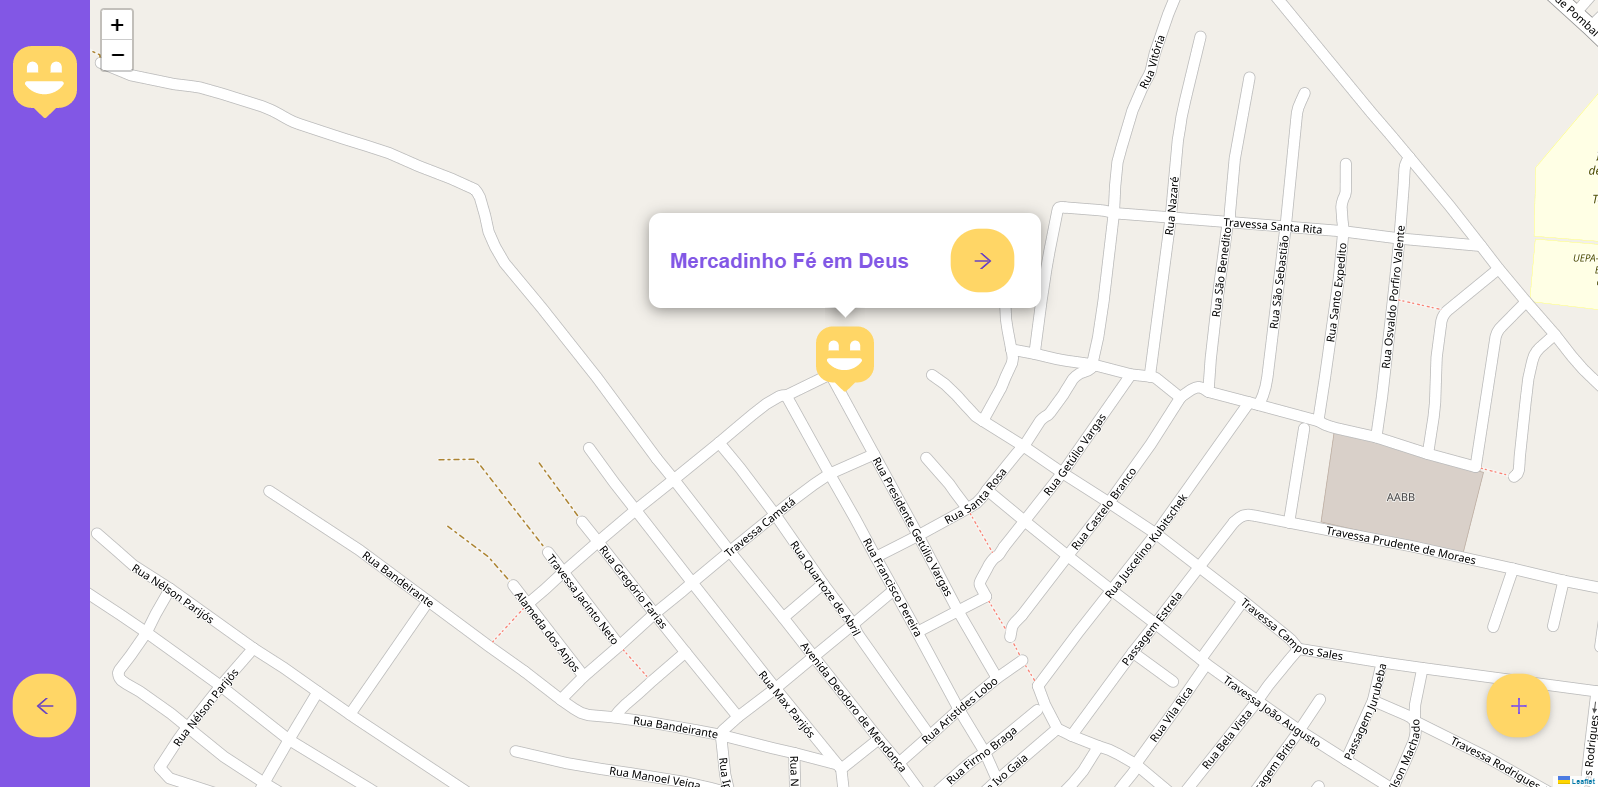 +
−
de Pombal
Rua Vitória
Rua Nazaré
Travessa Santa Rita
Rua São Benedito
Rua São Sebastião
Rua Santo Expedito
Rua Osvaldo Porfiro Valente
UEPA-
Mercadinho Fé em Deus
Rua Getúlio Vargas
Rua Santa Rosa
Rua Castelo Branco
Rua Juscelino Kubitschek
AABB
Travessa Prudente de Moraes
Rua Presidente Getúlio Vargas
Travessa Cametá
Rua Francisco Pereira
Rua Quartoze de Abril
Rua Gregório Farias
Travessa Jacinto Neto
Alameda dos Anjos
Rua Bandeirante
Rua Nélson Parijós
Rua Nélson Parijós
Passagem Estrela
Travessa Campos Sales
Avenida Deodoro de Mendonça
Rua Max Parijós
Rua Aristides Lobo
Rua Firmo Braga
Ivo Gaia
Rua Vila Rica
Rua Bela Vista
Travessa João Augusto
Passagem Jurubeba
Travessa Rodrigues
Rua Bandeirante
Rua Manoel Veiga
Leaflet